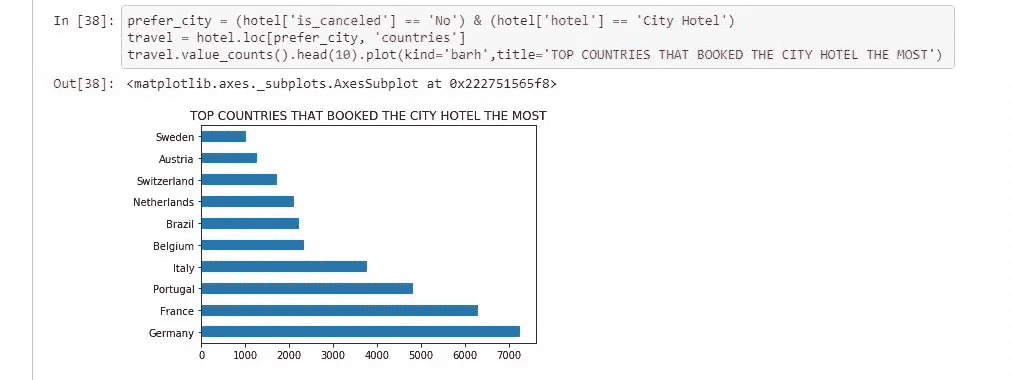 In [38]: prefer_city = (hotel['is_canceled'] == 'No') & (hotel['hotel'] == 'City Hotel')
travel = hotel.loc[prefer_city, 'countries']
travel.value_counts().head(10).plot(kind='barh',title='TOP COUNTRIES THAT BOOKED THE CITY HOTEL THE MOST')
Out[38]: <matplotlib.axes._subplots.AxesSubplot at 0x222751565f8>
TOP COUNTRIES THAT BOOKED THE CITY HOTEL THE MOST
Sweden
Austria
Switzerland
Netherlands
Brazil
Belgium
Italy
Portugal
France
Germany
0 1000 2000 3000 4000 5000 6000 7000